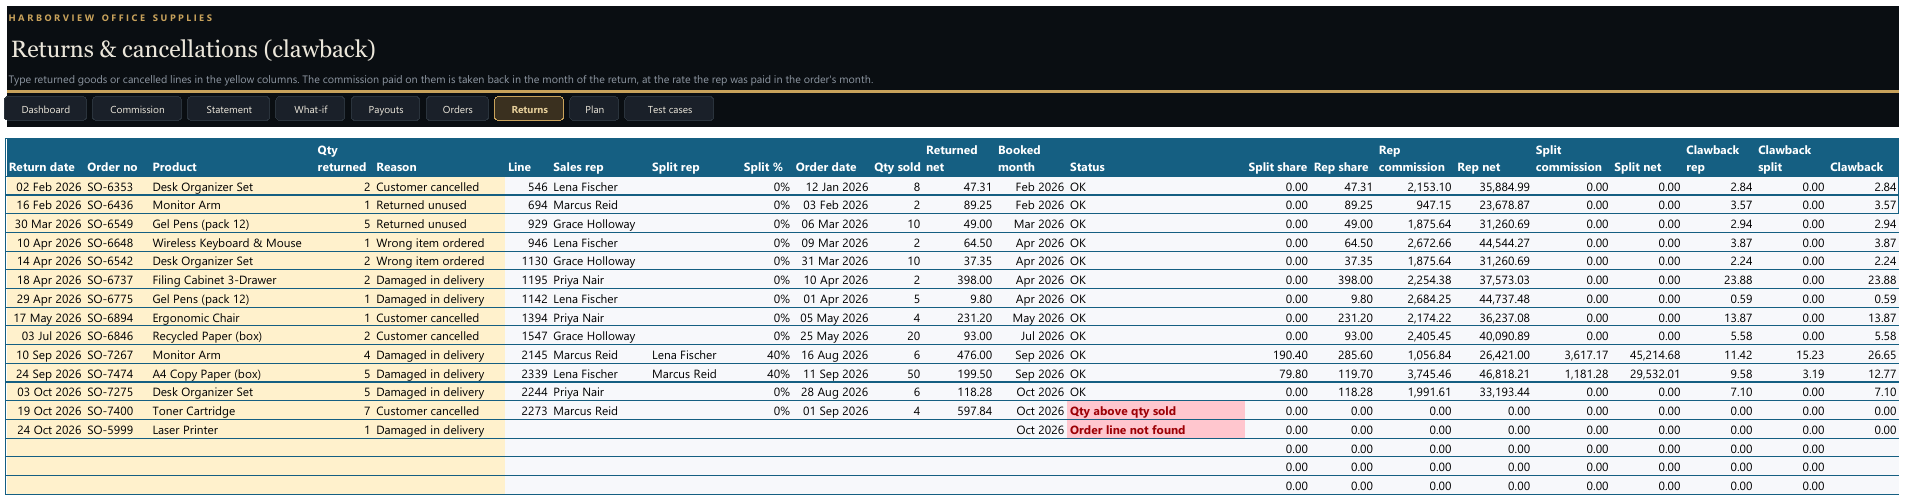 HARBORVIEW OFFICE SUPPLIES
Returns & cancellations (clawback)
Type returned goods or cancelled lines in the yellow columns. The commission paid on them is taken back in the month of the return, at the rate the rep was paid in the order's month.
Dashboard Commission Statement What-if Payouts Orders Returns Plan Test cases
Return date Order no Product Qty returned Reason Line Sales rep Split rep Split % Order date Qty sold Returned net Booked month Status Split share Rep share Rep commission Rep net Split commission Split net Clawback rep Clawback split Clawback
02 Feb 2026 SO-6353 Desk Organizer Set 2 Customer cancelled 546 Lena Fischer 0% 12 Jan 2026 8 47.31 Feb 2026 OK 0.00 47.31 2,153.10 35,884.99 0.00 0.00 2.84 0.00 2.84
16 Feb 2026 SO-6436 Monitor Arm 1 Returned unused 694 Marcus Reid 0% 03 Feb 2026 2 89.25 Feb 2026 OK 0.00 89.25 947.15 23,678.87 0.00 0.00 3.57 0.00 3.57
30 Mar 2026 SO-6549 Gel Pens (pack 12) 5 Returned unused 929 Grace Holloway 0% 06 Mar 2026 10 49.00 Mar 2026 OK 0.00 49.00 1,875.64 31,260.69 0.00 0.00 2.94 0.00 2.94
10 Apr 2026 SO-6648 Wireless Keyboard & Mouse 1 Wrong item ordered 946 Lena Fischer 0% 09 Mar 2026 2 64.50 Apr 2026 OK 0.00 64.50 2,672.66 44,544.27 0.00 0.00 3.87 0.00 3.87
14 Apr 2026 SO-6542 Desk Organizer Set 2 Wrong item ordered 1130 Grace Holloway 0% 31 Mar 2026 10 37.35 Apr 2026 OK 0.00 37.35 1,875.64 31,260.69 0.00 0.00 2.24 0.00 2.24
18 Apr 2026 SO-6737 Filing Cabinet 3-Drawer 2 Damaged in delivery 1195 Priya Nair 0% 10 Apr 2026 2 398.00 Apr 2026 OK 0.00 398.00 2,254.38 37,573.03 0.00 0.00 23.88 0.00 23.88
29 Apr 2026 SO-6775 Gel Pens (pack 12) 1 Damaged in delivery 1142 Lena Fischer 0% 01 Apr 2026 5 9.80 Apr 2026 OK 0.00 9.80 2,684.25 44,737.48 0.00 0.00 0.59 0.00 0.59
17 May 2026 SO-6894 Ergonomic Chair 1 Customer cancelled 1394 Priya Nair 0% 05 May 2026 4 231.20 May 2026 OK 0.00 231.20 2,174.22 36,237.08 0.00 0.00 13.87 0.00 13.87
03 Jul 2026 SO-6846 Recycled Paper (box) 2 Customer cancelled 1547 Grace Holloway 0% 25 May 2026 20 93.00 Jul 2026 OK 0.00 93.00 2,405.45 40,090.89 0.00 0.00 5.58 0.00 5.58
10 Sep 2026 SO-7267 Monitor Arm 4 Damaged in delivery 2145 Marcus Reid Lena Fischer 40% 16 Aug 2026 6 476.00 Sep 2026 OK 190.40 285.60 1,056.84 26,421.00 3,617.17 45,214.68 11.42 15.23 26.65
24 Sep 2026 SO-7474 A4 Copy Paper (box) 5 Damaged in delivery 2339 Lena Fischer Marcus Reid 40% 11 Sep 2026 50 199.50 Sep 2026 OK 79.80 119.70 3,745.46 46,818.21 1,181.28 29,532.01 9.58 3.19 12.77
03 Oct 2026 SO-7275 Desk Organizer Set 5 Damaged in delivery 2244 Priya Nair 0% 28 Aug 2026 6 118.28 Oct 2026 OK 0.00 118.28 1,991.61 33,193.44 0.00 0.00 7.10 0.00 7.10
19 Oct 2026 SO-7400 Toner Cartridge 7 Customer cancelled 2273 Marcus Reid 0% 01 Sep 2026 4 597.84 Oct 2026 Qty above qty sold 0.00 0.00 0.00 0.00 0.00 0.00 0.00 0.00 0.00
24 Oct 2026 SO-5999 Laser Printer 1 Damaged in delivery Oct 2026 Order line not found 0.00 0.00 0.00 0.00 0.00 0.00 0.00 0.00 0.00
0.00 0.00 0.00 0.00 0.00 0.00 0.00 0.00
0.00 0.00 0.00 0.00 0.00 0.00 0.00 0.00
0.00 0.00 0.00 0.00 0.00 0.00 0.00 0.00